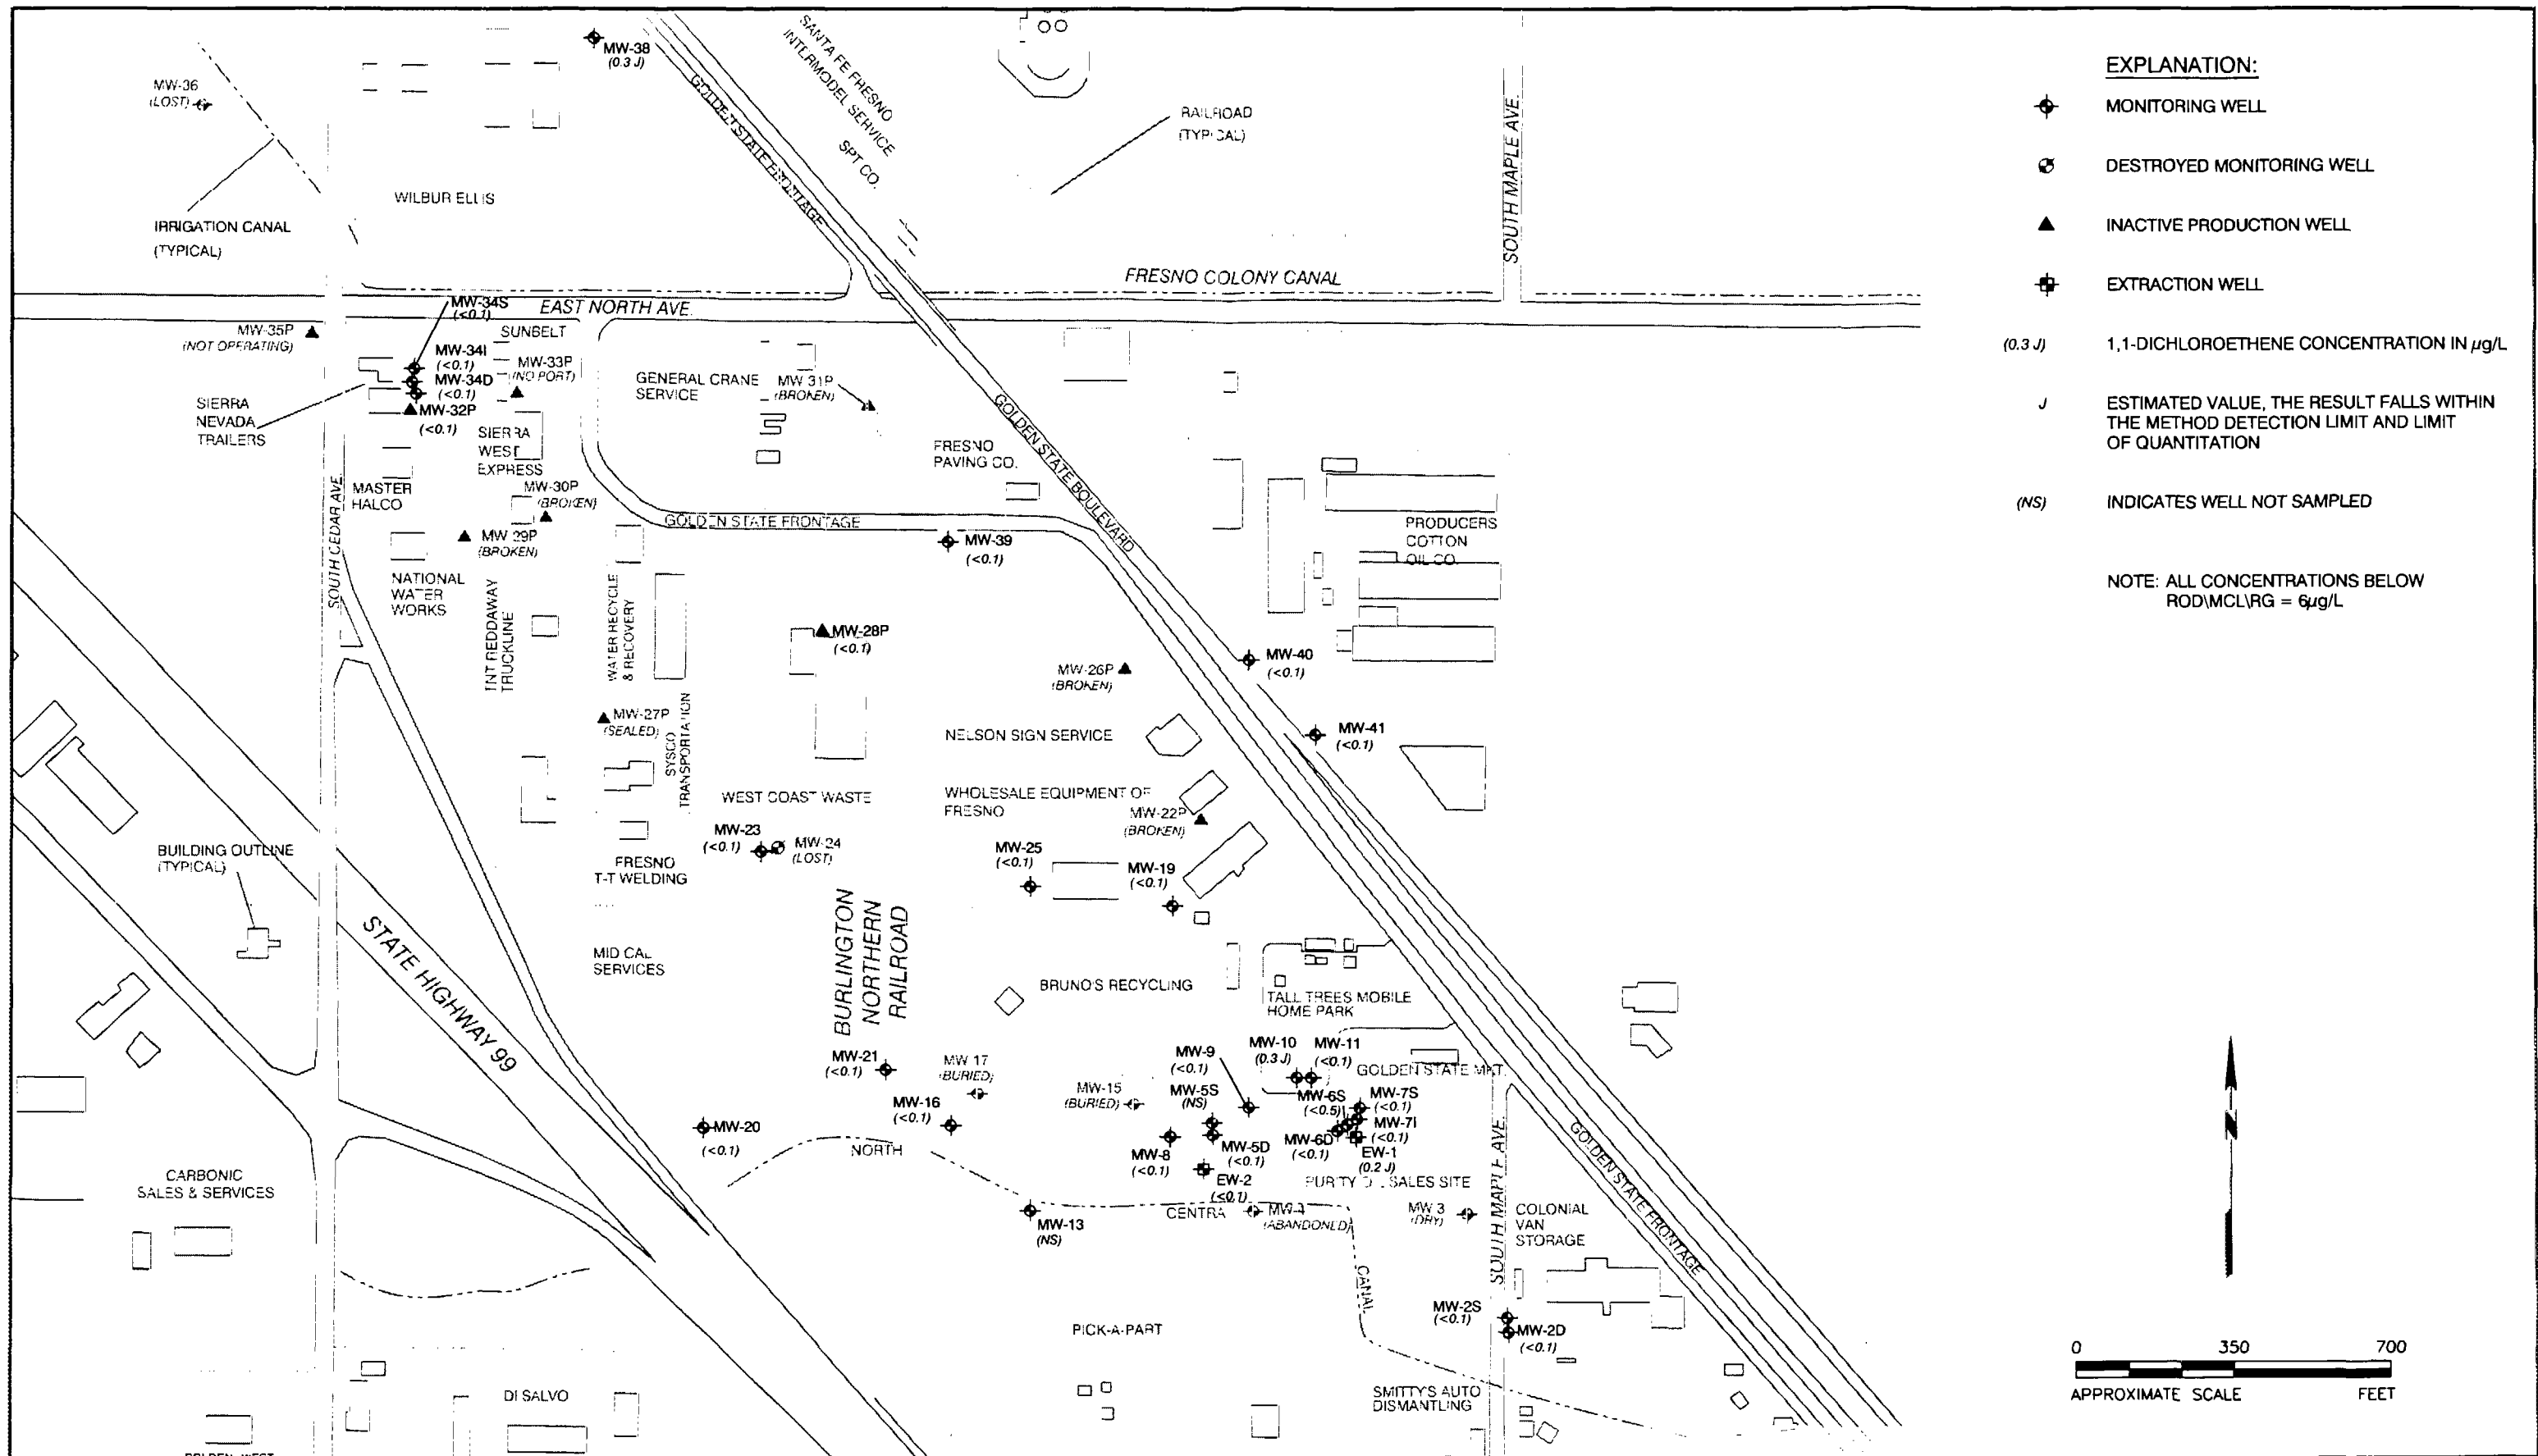 MW-38
(0.3 J)
SANTA FE FRESNO
INTERMODEL SERVICE
SPT CO.
GOLDEN STATE FRONTAGE
MW-36
(LOST)
RAILROAD
(TYPICAL)
SOUTH MAPLE AVE.
WILBUR ELLIS
IRRIGATION CANAL
(TYPICAL)
FRESNO COLONY CANAL
EAST NORTH AVE.
MW-34S
(<0.1)
SUNBELT
MW-35P
(NOT OPERATING)
MW-34I
(<0.1)
MW-34D
(<0.1)
MW-33P
(NO PORT)
MW-32P
(<0.1)
SIERRA
NEVADA
TRAILERS
GENERAL CRANE
SERVICE
MW 31P
(BROKEN)
SIERRA
WEST
EXPRESS
FRESNO
PAVING CO.
GOLDEN STATE BOULEVARD
MASTER
HALCO
MW-30P
(BROKEN)
SOUTH CEDAR AVE.
GOLDEN STATE FRONTAGE
MW-39
(<0.1)
MW 29P
(BROKEN)
PRODUCERS
COTTON
OIL CO.
NATIONAL
WATER
WORKS
TNT REDDAWAY
TRUCKLINE
WATER RECYCLE
& RECOVERY
MW-28P
(<0.1)
MW-40
(<0.1)
MW-26P
(BROKEN)
MW-27P
(SEALED)
SYSCO
TRANSPORTATION
NELSON SIGN SERVICE
MW-41
(<0.1)
WEST COAST WASTE
WHOLESALE EQUIPMENT OF
FRESNO
MW-22P
(BROKEN)
MW-23
(<0.1)
MW-24
(LOST)
MW-25
(<0.1)
MW-19
(<0.1)
BUILDING OUTLINE
(TYPICAL)
FRESNO
T-T WELDING
STATE HIGHWAY 99
BURLINGTON
NORTHERN
RAILROAD
MID CAL
SERVICES
BRUNO'S RECYCLING
TALL TREES MOBILE
HOME PARK
MW-21
(<0.1)
MW 17
(BURIED)
MW-16
(<0.1)
MW-15
(BURIED)
MW-9
(<0.1)
MW-10
(0.3 J)
MW-11
(<0.1)
GOLDEN STATE MKT.
MW-5S
(NS)
MW-6S
(<0.5)
MW-7S
(<0.1)
MW-7I
(<0.1)
MW-20
(<0.1)
NORTH
MW-8
(<0.1)
MW-5D
(<0.1)
MW-6D
(<0.1)
EW-1
(0.2 J)
EW-2
(<0.1)
PURITY OIL SALES SITE
SOUTH MAPLE AVE.
GOLDEN STATE FRONTAGE
CARBONIC
SALES & SERVICES
MW-13
(NS)
CENTRA
MW-4
(ABANDONED)
MW 3
(DRY)
COLONIAL
VAN
STORAGE
CANAL
MW-2S
(<0.1)
MW-2D
(<0.1)
PICK-A-PART
DI SALVO
SMITTY'S AUTO
DISMANTLING
EXPLANATION:
MONITORING WELL
DESTROYED MONITORING WELL
INACTIVE PRODUCTION WELL
EXTRACTION WELL
(0.3 J) 1,1-DICHLOROETHENE CONCENTRATION IN µg/L
J ESTIMATED VALUE, THE RESULT FALLS WITHIN
THE METHOD DETECTION LIMIT AND LIMIT
OF QUANTITATION
(NS) INDICATES WELL NOT SAMPLED
NOTE: ALL CONCENTRATIONS BELOW
ROD\MCL\RG = 6µg/L
N
0 350 700
APPROXIMATE SCALE FEET